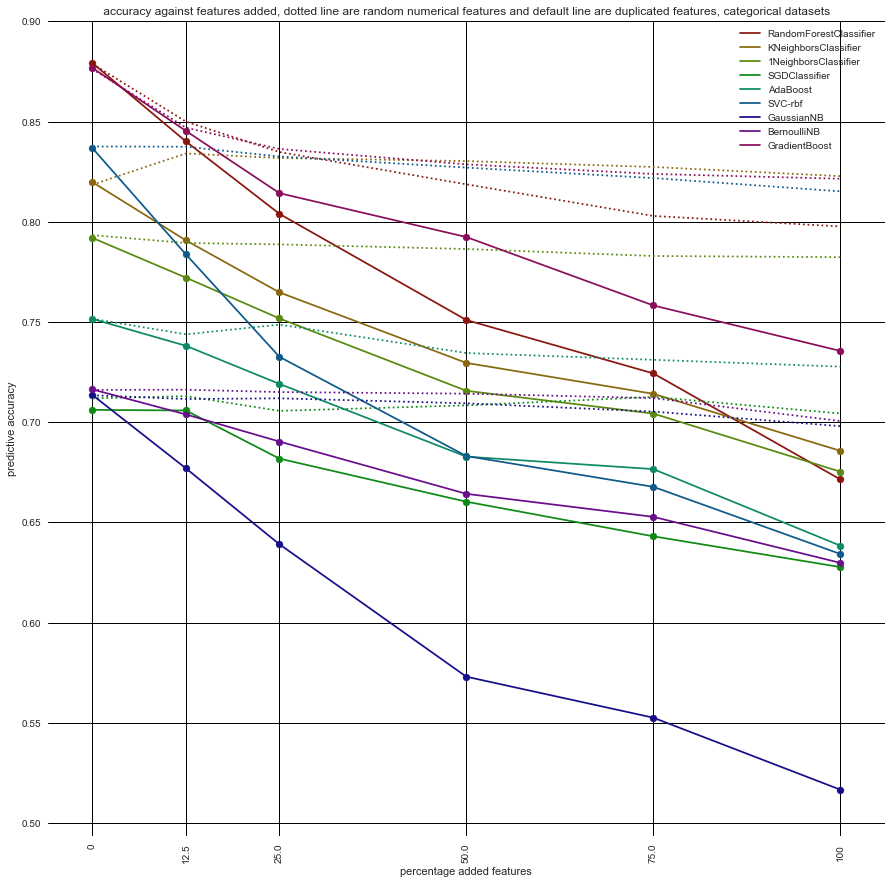 accuracy against features added, dotted line are random numerical features and default line are duplicated features, categorical datasets
0.90
0.85
0.80
0.75
0.70
0.65
0.60
0.55
0.50
predictive accuracy
RandomForestClassifier
KNeighborsClassifier
1NeighborsClassifier
SGDClassifier
AdaBoost
SVC-rbf
GaussianNB
BernoulliNB
GradientBoost
0
12.5
25.0
50.0
75.0
100
percentage added features